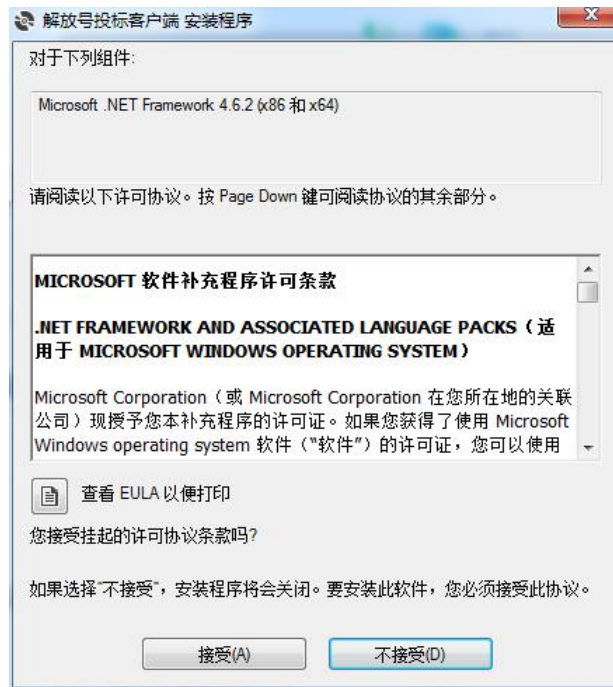 解放号投标客户端 安装程序
对于下列组件:
Microsoft .NET Framework 4.6.2 (x86 和 x64)
请阅读以下许可协议。按 Page Down 键可阅读协议的其余部分。
MICROSOFT 软件补充程序许可条款
.NET FRAMEWORK AND ASSOCIATED LANGUAGE PACKS（适
用于 MICROSOFT WINDOWS OPERATING SYSTEM）
Microsoft Corporation（或 Microsoft Corporation 在您所在地的关联
公司）现授予您本补充程序的许可证。如果您获得了使用 Microsoft
Windows operating system 软件（“软件”）的许可证，您可以使用
查看 EULA 以便打印
您接受挂起的许可协议条款吗?
如果选择“不接受”，安装程序将会关闭。要安装此软件，您必须接受此协议。
接受(A)
不接受(D)